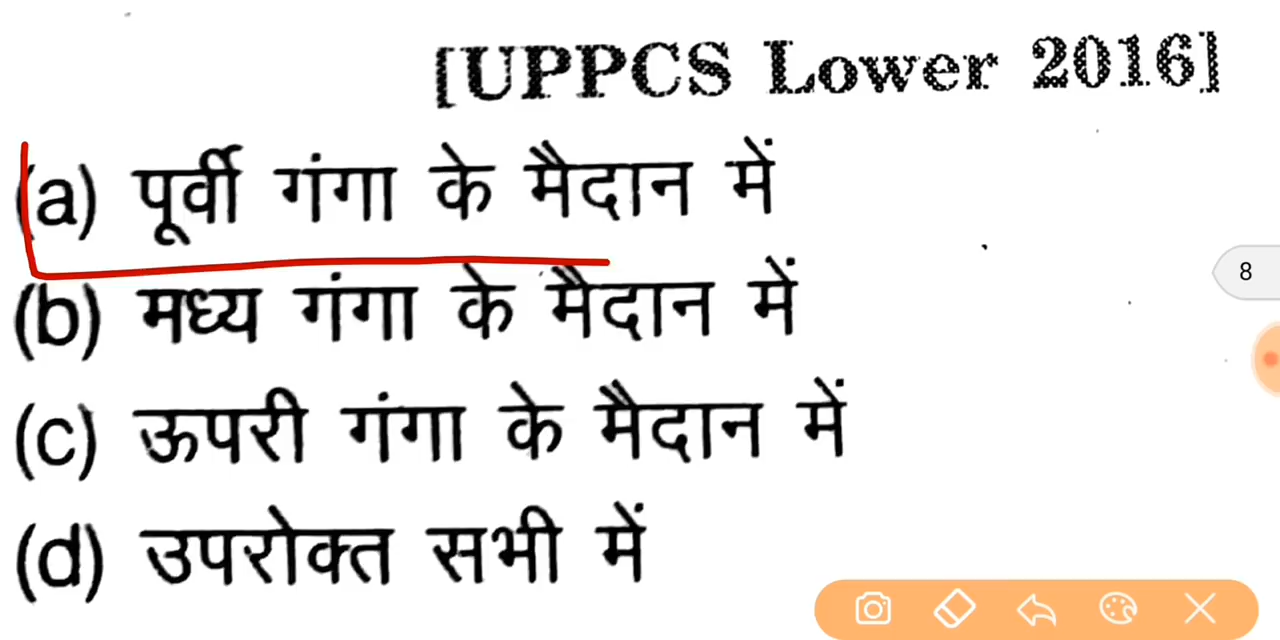 [UPPCS Lower 2016]
(a) पूर्वी गंगा के मैदान में
(b) मध्य गंगा के मैदान में
8
(c) ऊपरी गंगा के मैदान में
(d) उपरोक्त सभी में